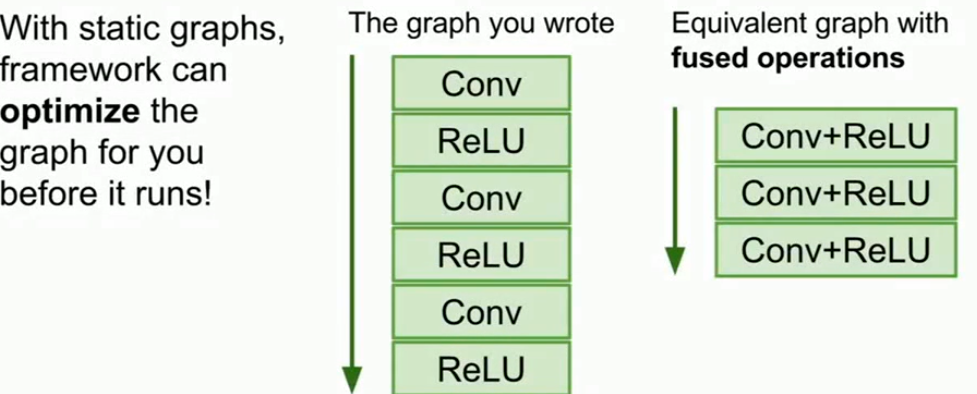 With static graphs,
framework can
optimize the
graph for you
before it runs!
The graph you wrote
Conv
ReLU
Conv
ReLU
Conv
ReLU
Equivalent graph with
fused operations
Conv+ReLU
Conv+ReLU
Conv+ReLU